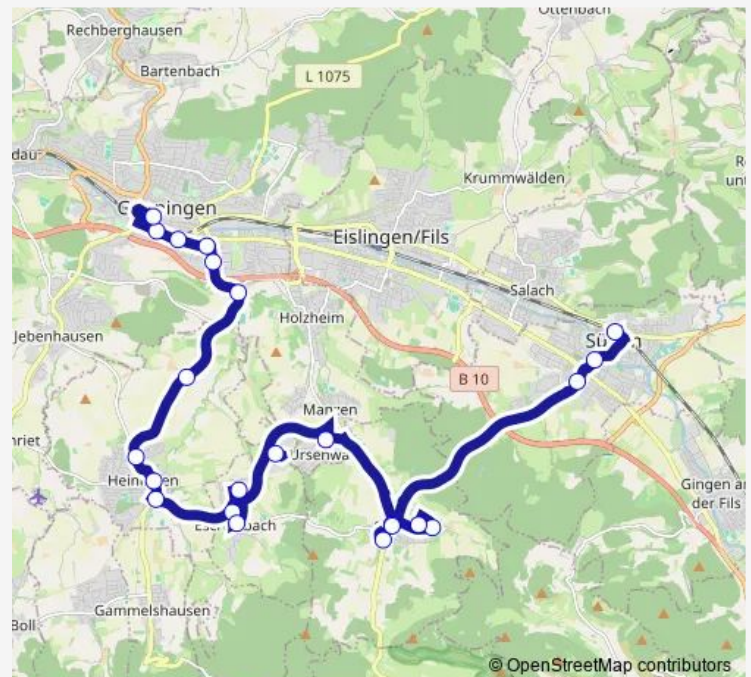 Rechberghausen
Ottenbach
Bartenbach
L 1075
Krummwälden
Eislingen/Fils
Salach
Holzheim
Jebenhausen
B 10
Gingen an
der Fils
Gammelshausen
Boll
© OpenStreetMap contributors